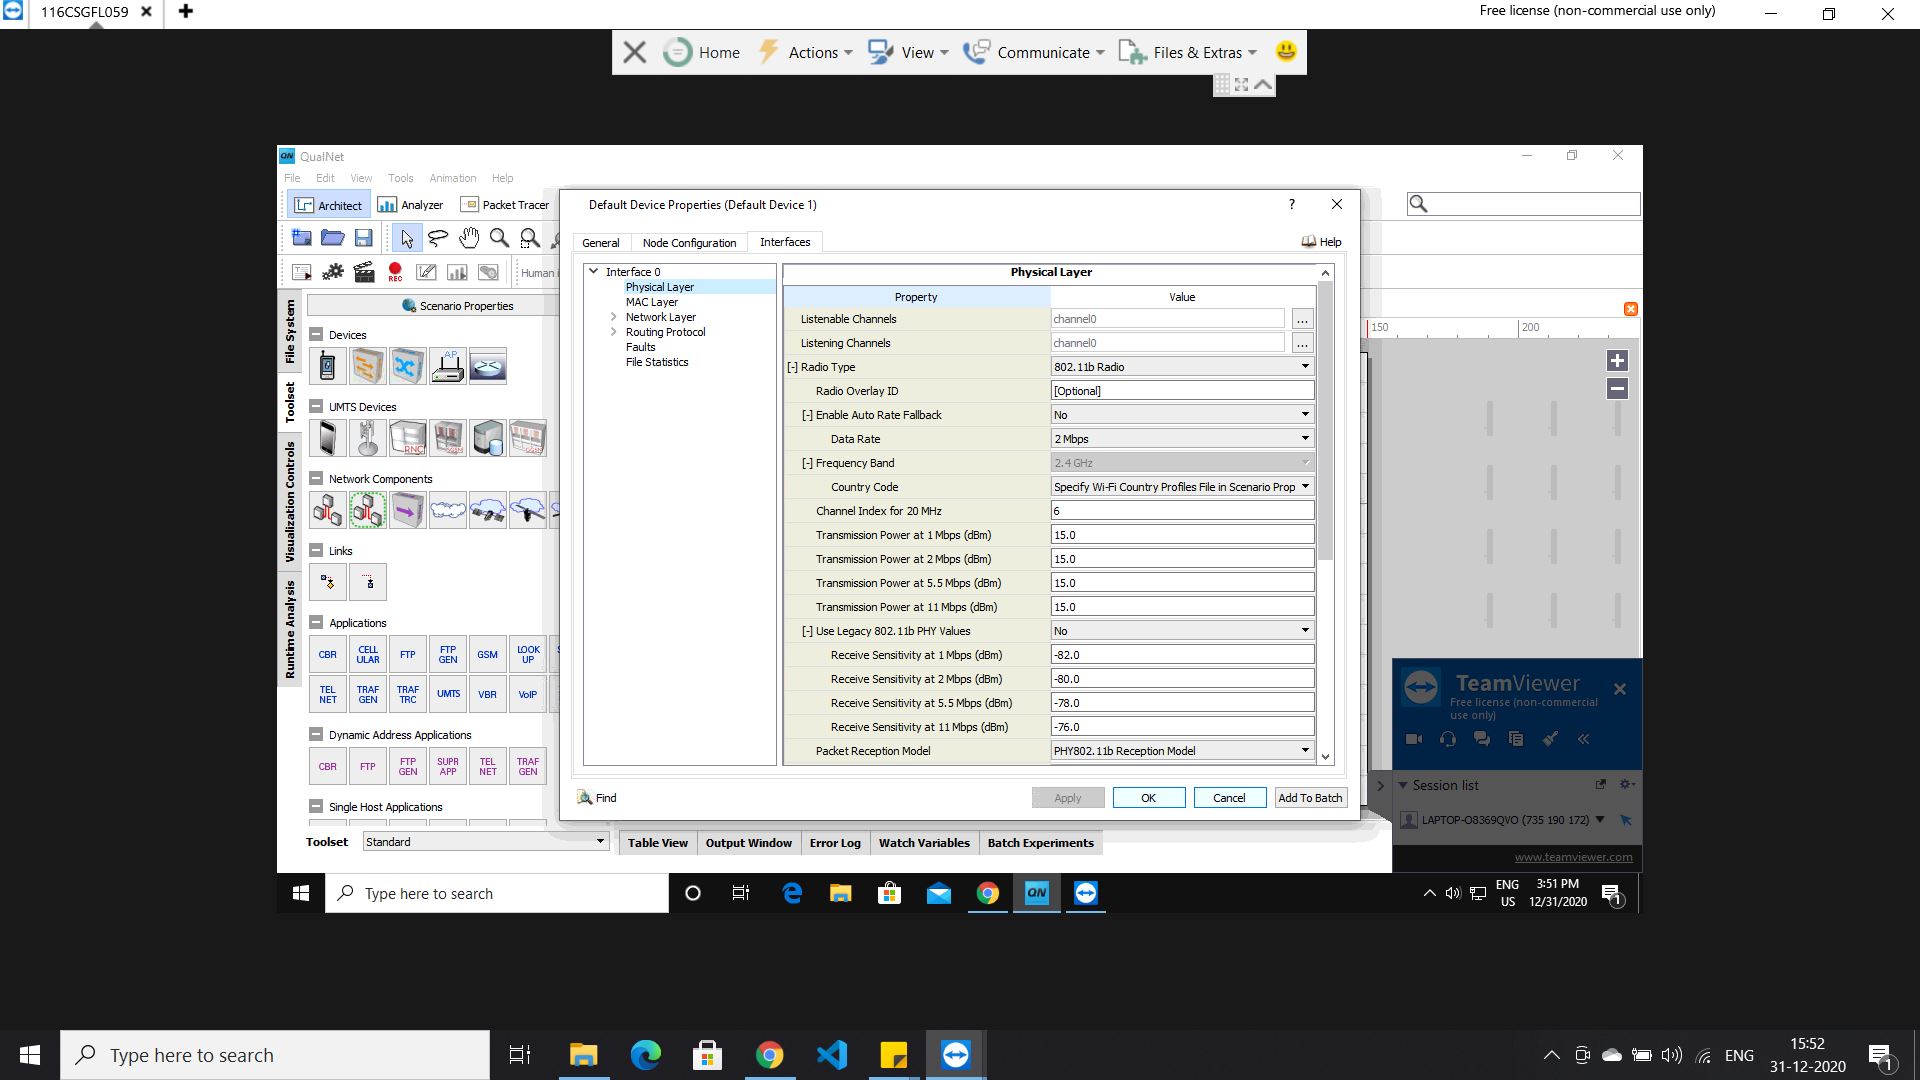 116CSGFL059
Free license (non-commercial use only)
Home
Actions
View
Communicate
Files & Extras
QN
QualNet
File Edit View Tools Animation Help
Architect
Analyzer
Packet Tracer
REC
Human i
Scenario Properties
File System
Toolset
Visualization Controls
Runtime Analysis
Devices
AP
UMTS Devices
RNC
Network Components
Links
Applications
CBR
CELL ULAR
FTP
FTP GEN
GSM
LOOK UP
TEL NET
TRAF GEN
TRAF TRC
UMTS
VBR
VoIP
Dynamic Address Applications
CBR
FTP
FTP GEN
SUPR APP
TEL NET
TRAF GEN
Single Host Applications
Toolset
Standard
Default Device Properties (Default Device 1)
?
General
Node Configuration
Interfaces
Help
Interface 0
Physical Layer
MAC Layer
Network Layer
Routing Protocol
Faults
File Statistics
Physical Layer
Property Value
Listenable Channels channel0 ...
Listening Channels channel0 ...
[-] Radio Type 802.11b Radio
Radio Overlay ID [Optional]
[-] Enable Auto Rate Fallback No
Data Rate 2 Mbps
[-] Frequency Band 2.4 GHz
Country Code Specify Wi-Fi Country Profiles File in Scenario Prop
Channel Index for 20 MHz 6
Transmission Power at 1 Mbps (dBm) 15.0
Transmission Power at 2 Mbps (dBm) 15.0
Transmission Power at 5.5 Mbps (dBm) 15.0
Transmission Power at 11 Mbps (dBm) 15.0
[-] Use Legacy 802.11b PHY Values No
Receive Sensitivity at 1 Mbps (dBm) -82.0
Receive Sensitivity at 2 Mbps (dBm) -80.0
Receive Sensitivity at 5.5 Mbps (dBm) -78.0
Receive Sensitivity at 11 Mbps (dBm) -76.0
Packet Reception Model PHY802.11b Reception Model
Find
Apply
OK
Cancel
Add To Batch
150
200
Table View
Output Window
Error Log
Watch Variables
Batch Experiments
TeamViewer
Free license (non-commercial
use only)
Session list
LAPTOP-O8369QVO (735 190 172)
www.teamviewer.com
Type here to search
QN
ENG
US
3:51 PM
12/31/2020
1
Type here to search
ENG
15:52
31-12-2020
1